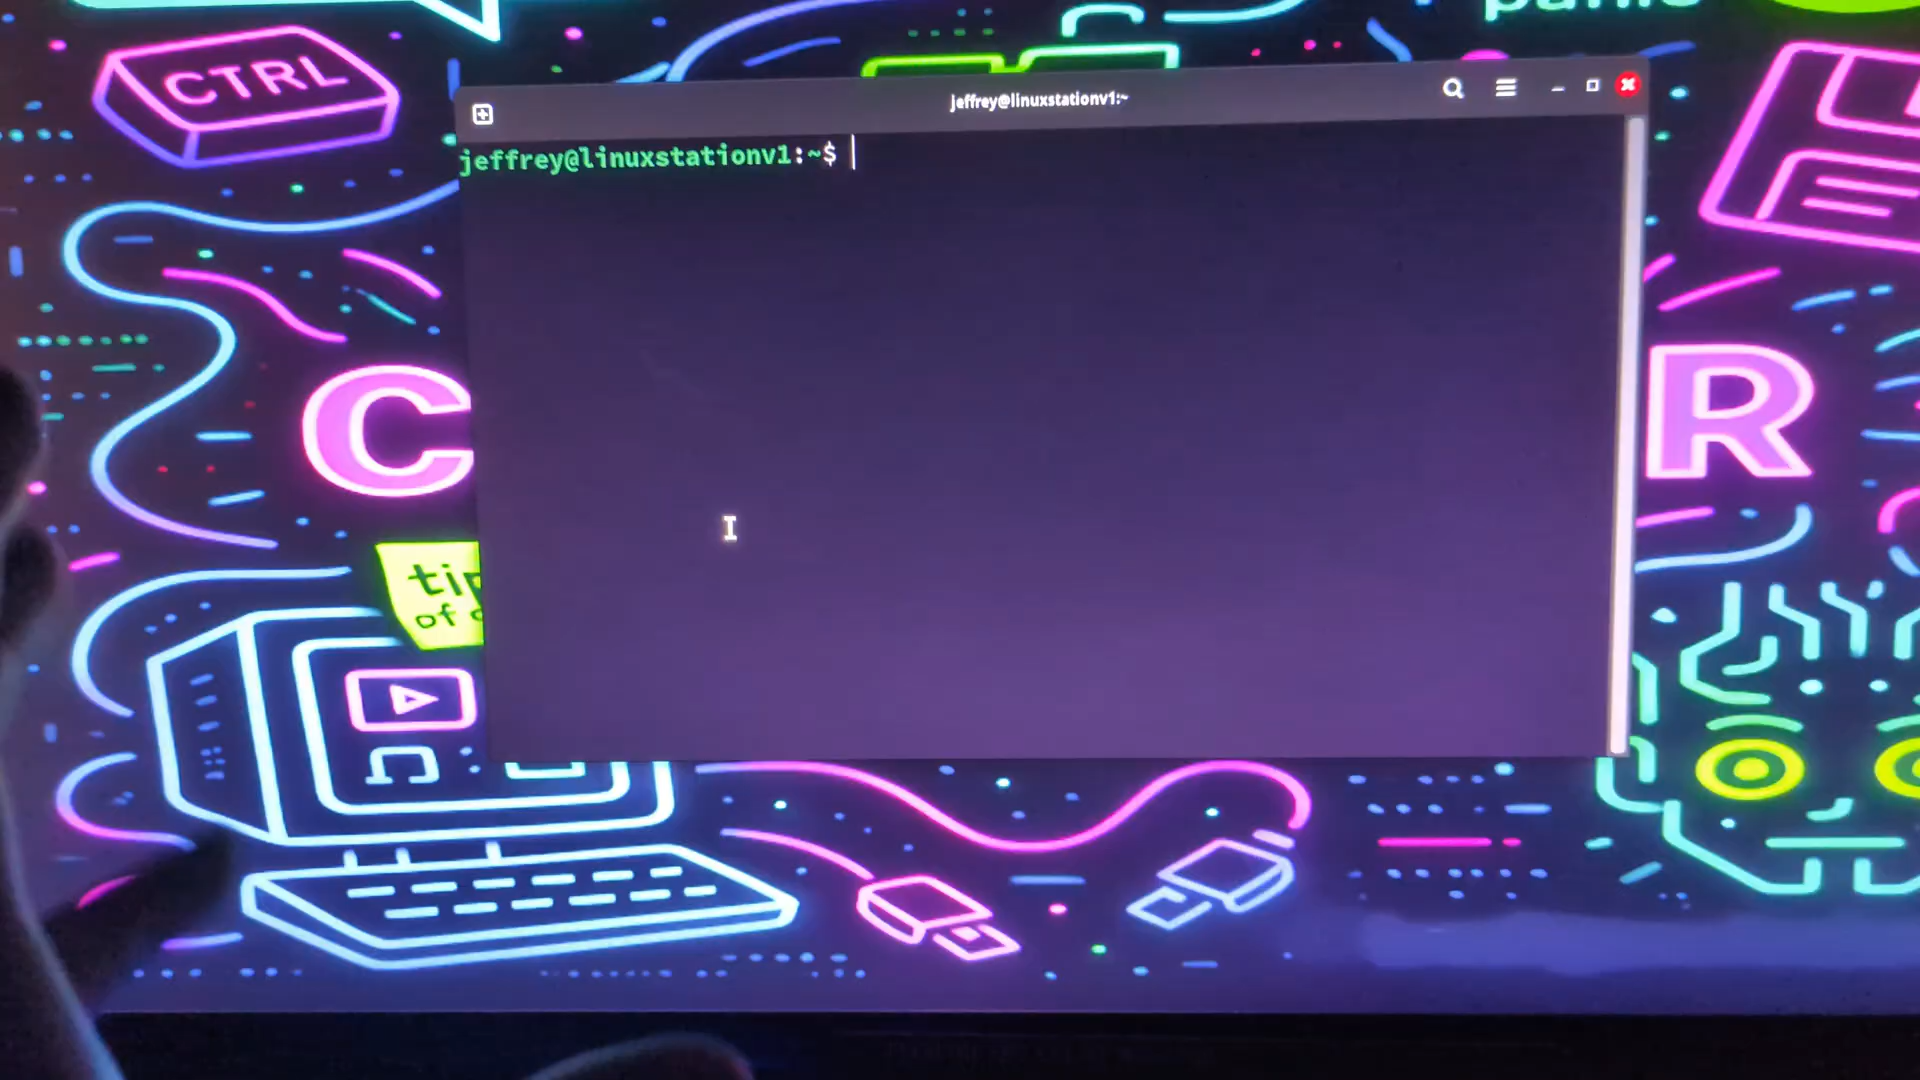 CTRL
jeffrey@linuxstationv1:~
jeffrey@linuxstationv1:~$
C
R
of